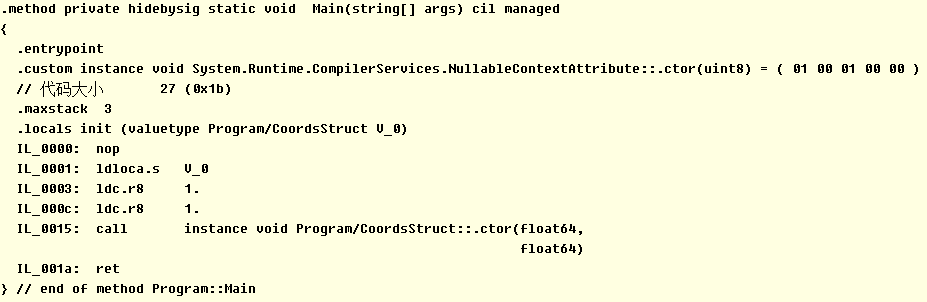 .method private hidebysig static void  Main(string[] args) cil managed
{
  .entrypoint
  .custom instance void System.Runtime.CompilerServices.NullableContextAttribute::.ctor(uint8) = ( 01 00 01 00 00 )
  // 代码大小       27 (0x1b)
  .maxstack  3
  .locals init (valuetype Program/CoordsStruct V_0)
  IL_0000:  nop
  IL_0001:  ldloca.s   V_0
  IL_0003:  ldc.r8     1.
  IL_000c:  ldc.r8     1.
  IL_0015:  call       instance void Program/CoordsStruct::.ctor(float64,
                                                                 float64)
  IL_001a:  ret
} // end of method Program::Main